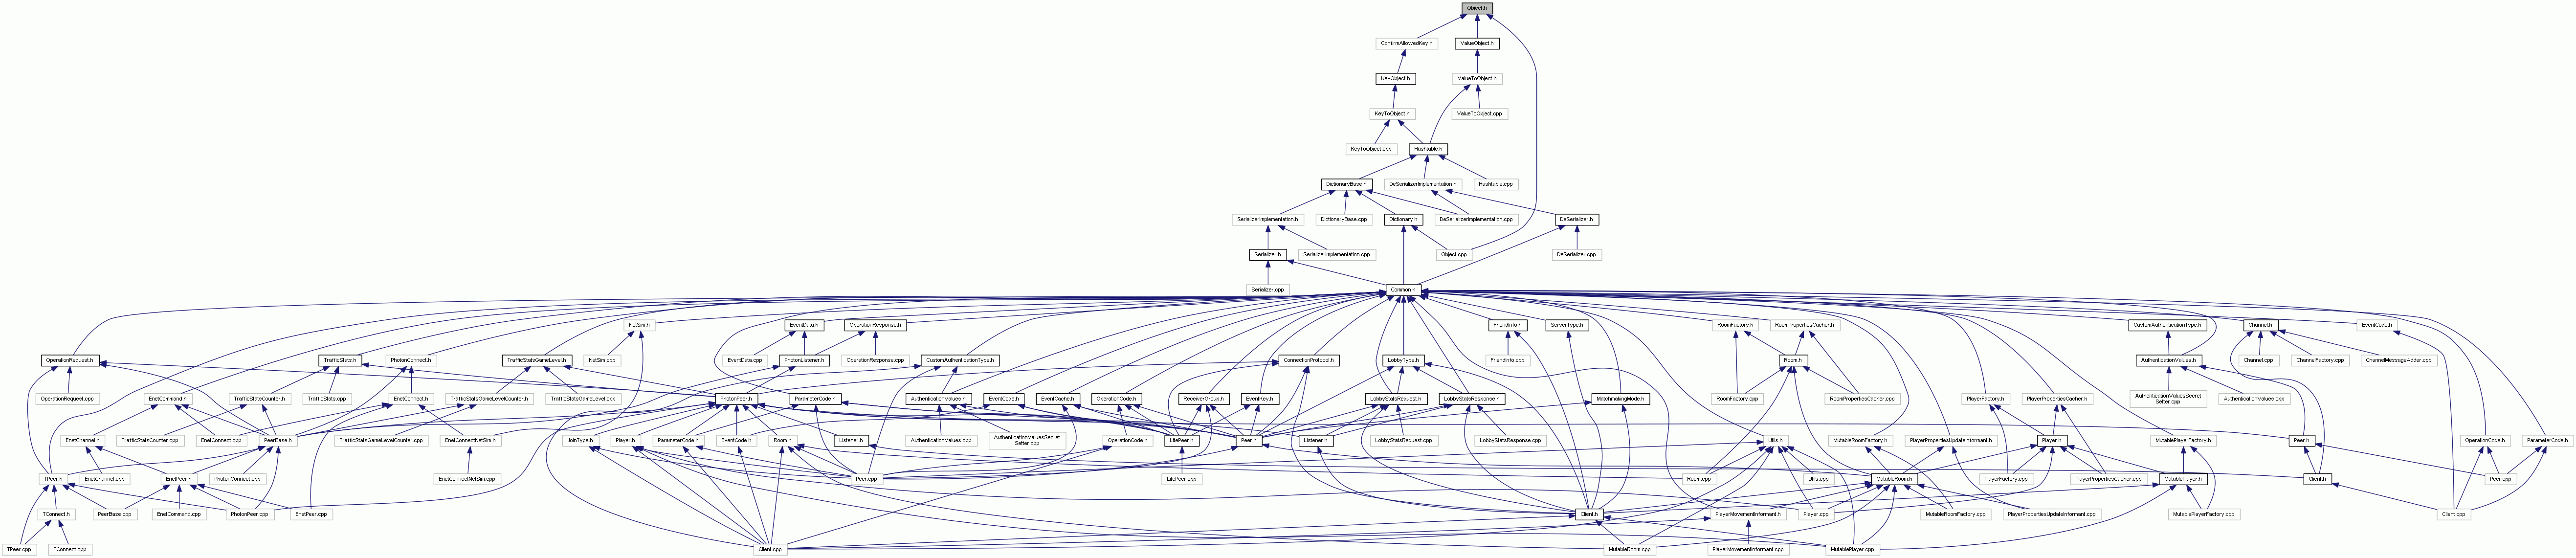 Object.h
ConfirmAllowedKey.h
ValueObject.h
KeyObject.h
ValueToObject.h
KeyToObject.h
ValueToObject.cpp
KeyToObject.cpp
Hashtable.h
DictionaryBase.h
DeSerializerImplementation.h
Hashtable.cpp
SerializerImplementation.h
DictionaryBase.cpp
Dictionary.h
DeSerializerImplementation.cpp
DeSerializer.h
Serializer.h
SerializerImplementation.cpp
Object.cpp
DeSerializer.cpp
Serializer.cpp
Common.h
NetSim.h
EventData.h
OperationResponse.h
FriendInfo.h
ServerType.h
RoomFactory.h
RoomPropertiesCacher.h
CustomAuthenticationType.h
Channel.h
EventCode.h
OperationRequest.h
TrafficStats.h
PhotonConnect.h
TrafficStatsGameLevel.h
NetSim.cpp
EventData.cpp
PhotonListener.h
OperationResponse.cpp
CustomAuthenticationType.h
ConnectionProtocol.h
LobbyType.h
FriendInfo.cpp
Room.h
AuthenticationValues.h
Channel.cpp
ChannelFactory.cpp
ChannelMessageAdder.cpp
OperationRequest.cpp
EnetCommand.h
TrafficStatsCounter.h
TrafficStats.cpp
EnetConnect.h
TrafficStatsGameLevelCounter.h
TrafficStatsGameLevel.cpp
PhotonPeer.h
ParameterCode.h
AuthenticationValues.h
EventCode.h
EventCache.h
OperationCode.h
ReceiverGroup.h
EventKey.h
LobbyStatsRequest.h
LobbyStatsResponse.h
MatchmakingMode.h
RoomFactory.cpp
RoomPropertiesCacher.cpp
PlayerFactory.h
PlayerPropertiesCacher.h
AuthenticationValuesSecret
Setter.cpp
AuthenticationValues.cpp
EnetChannel.h
TrafficStatsCounter.cpp
EnetConnect.cpp
PeerBase.h
TrafficStatsGameLevelCounter.cpp
EnetConnectNetSim.h
JoinType.h
Player.h
ParameterCode.h
EventCode.h
Room.h
Listener.h
AuthenticationValues.cpp
AuthenticationValuesSecret
Setter.cpp
OperationCode.h
LitePeer.h
Peer.h
Listener.h
LobbyStatsRequest.cpp
LobbyStatsResponse.cpp
Utils.h
MutableRoomFactory.h
PlayerPropertiesUpdateInformant.h
Player.h
MutablePlayerFactory.h
Peer.h
OperationCode.h
ParameterCode.h
TPeer.h
EnetChannel.cpp
EnetPeer.h
PhotonConnect.cpp
EnetConnectNetSim.cpp
Peer.cpp
LitePeer.cpp
Room.cpp
Utils.cpp
MutableRoom.h
PlayerFactory.cpp
PlayerPropertiesCacher.cpp
MutablePlayer.h
Client.h
Peer.cpp
TConnect.h
PeerBase.cpp
EnetCommand.cpp
PhotonPeer.cpp
EnetPeer.cpp
Client.h
PlayerMovementInformant.h
Player.cpp
MutableRoomFactory.cpp
PlayerPropertiesUpdateInformant.cpp
MutablePlayerFactory.cpp
Client.cpp
TPeer.cpp
TConnect.cpp
Client.cpp
MutableRoom.cpp
PlayerMovementInformant.cpp
MutablePlayer.cpp